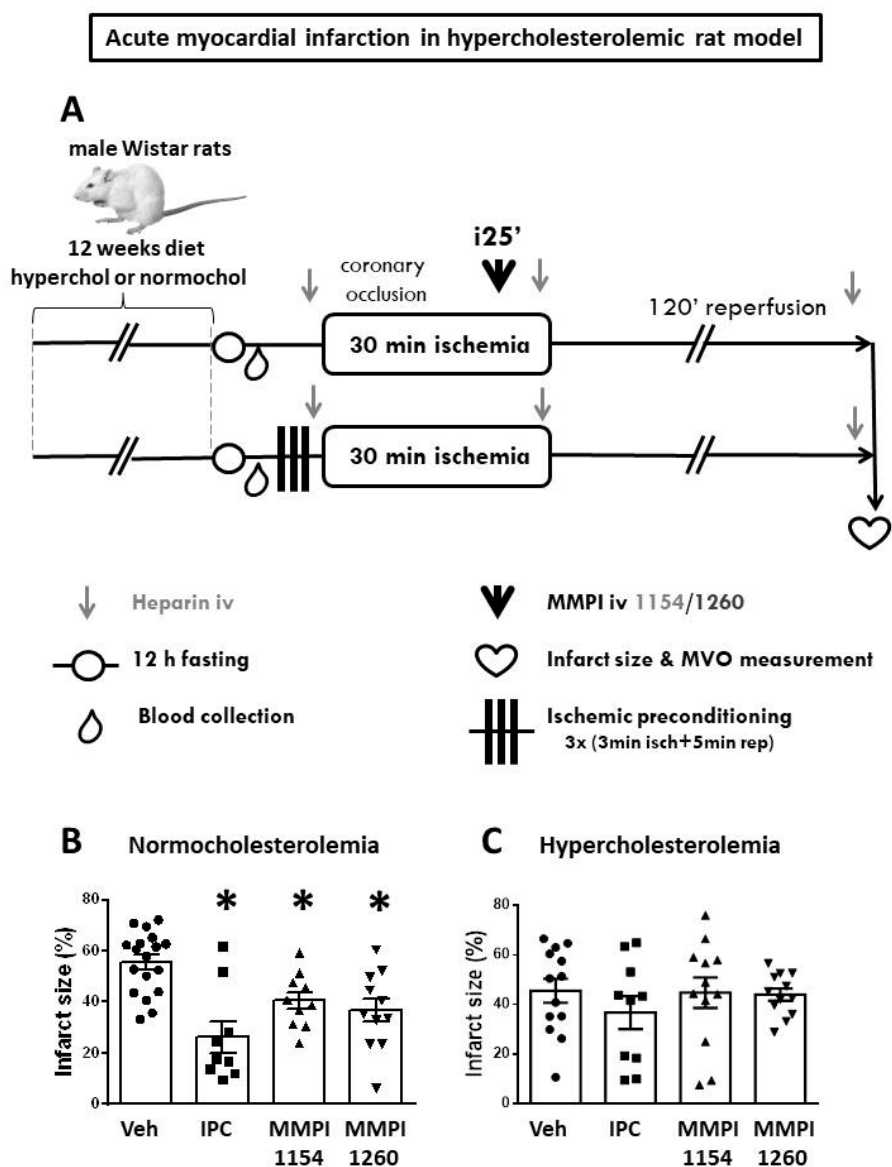 Acute myocardial infarction in hypercholesterolemic rat model
A
male Wistar rats
12 weeks diet
hyperchol or normochol
i25'
coronary
occlusion
120' reperfusion
30 min ischemia
30 min ischemia
Heparin iv
MMPI iv 1154/1260
12 h fasting
Infarct size & MVO measurement
Blood collection
Ischemic preconditioning
3x (3min isch+5min rep)
B Normocholesterolemia
Infarct size (%)
80
60
40
20
0
* * *
Veh IPC MMPI 1154 MMPI 1260
C Hypercholesterolemia
Infarct size (%)
80
60
40
20
0
Veh IPC MMPI 1154 MMPI 1260